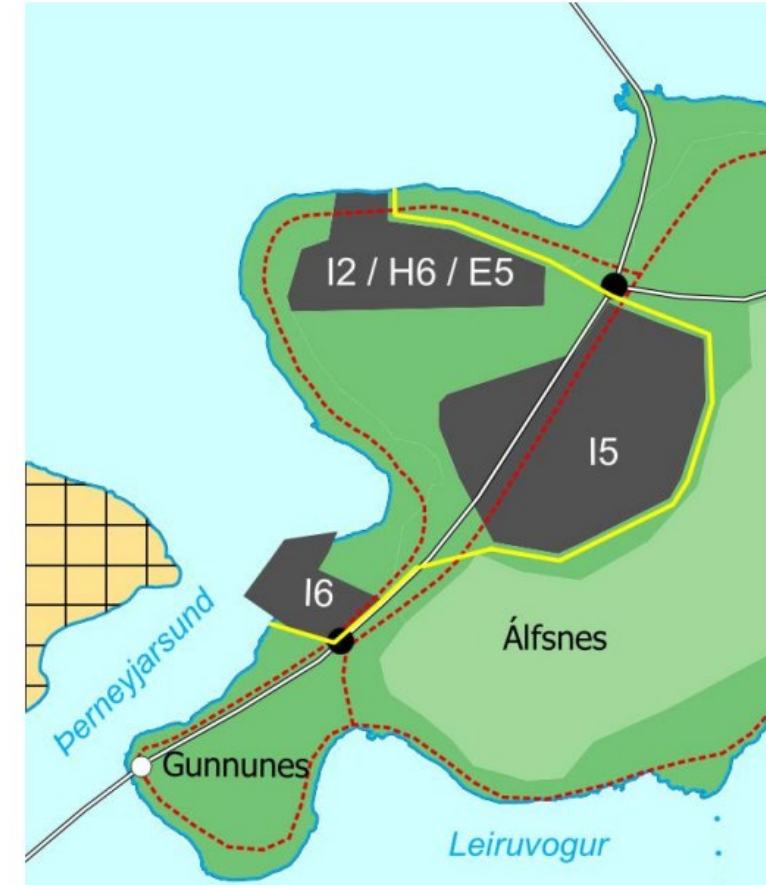 I2 / H6 / E5
I5
I6
Álfsnes
Þerneyjarsund
Gunnunes
Leiruvogur